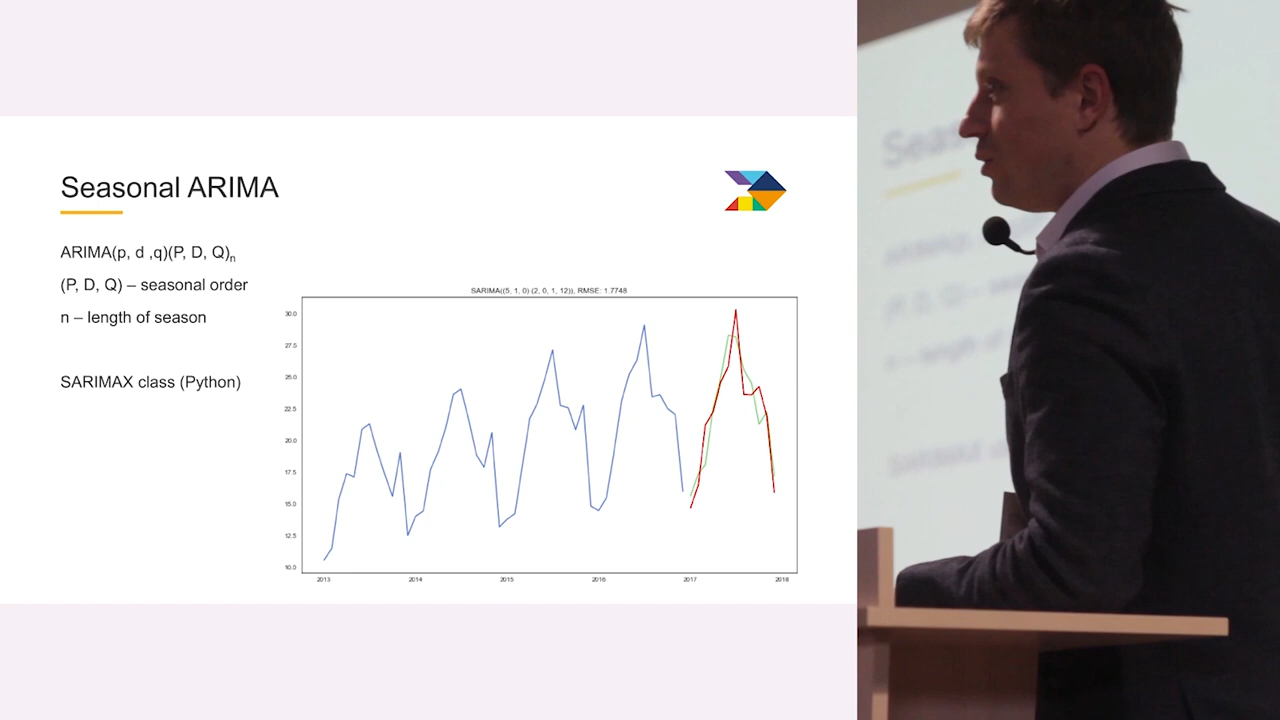 Seasonal ARIMA
ARIMA(p, d ,q)(P, D, Q)n
(P, D, Q) – seasonal order
n – length of season
SARIMAX class (Python)
SARIMA((5, 1, 0) (2, 0, 1, 12)), RMSE: 1.7748
30.0
27.5
25.0
22.5
20.0
17.5
15.0
12.5
10.0
2013 2014 2015 2016 2017 2018
Seas